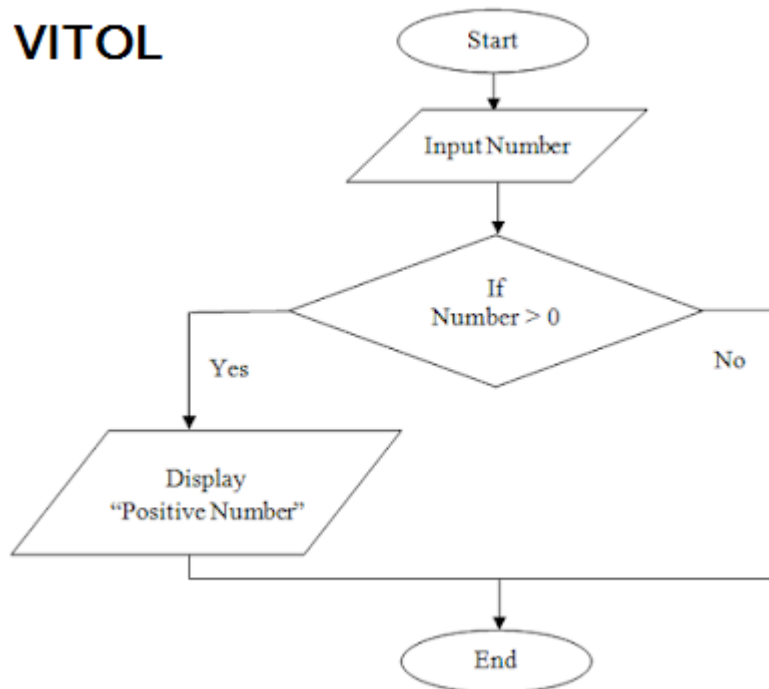 VITOL
Start
Input Number
If
Number > 0
Yes
No
Display
“Positive Number”
End